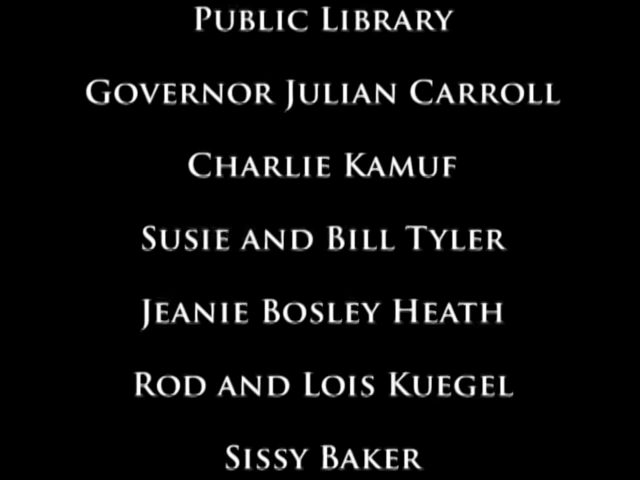 Public Library
Governor Julian Carroll
Charlie Kamuf
Susie and Bill Tyler
Jeanie Bosley Heath
Rod and Lois Kuegel
Sissy Baker